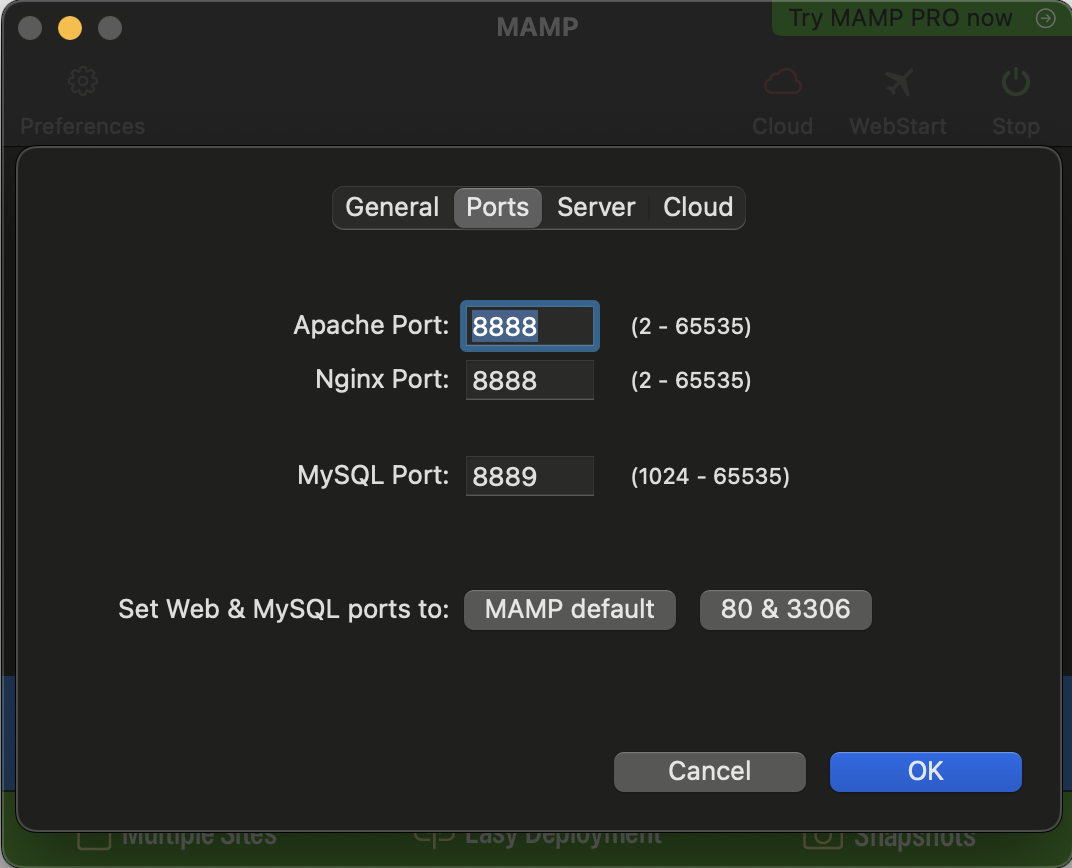 MAMP
Try MAMP PRO now
Preferences
Cloud
WebStart
Stop
General
Ports
Server
Cloud
Apache Port: 8888 (2 - 65535)
Nginx Port: 8888 (2 - 65535)
MySQL Port: 8889 (1024 - 65535)
Set Web & MySQL ports to: MAMP default 80 & 3306
Cancel
OK
Multiple Sites
Easy Deployment
Snapshots